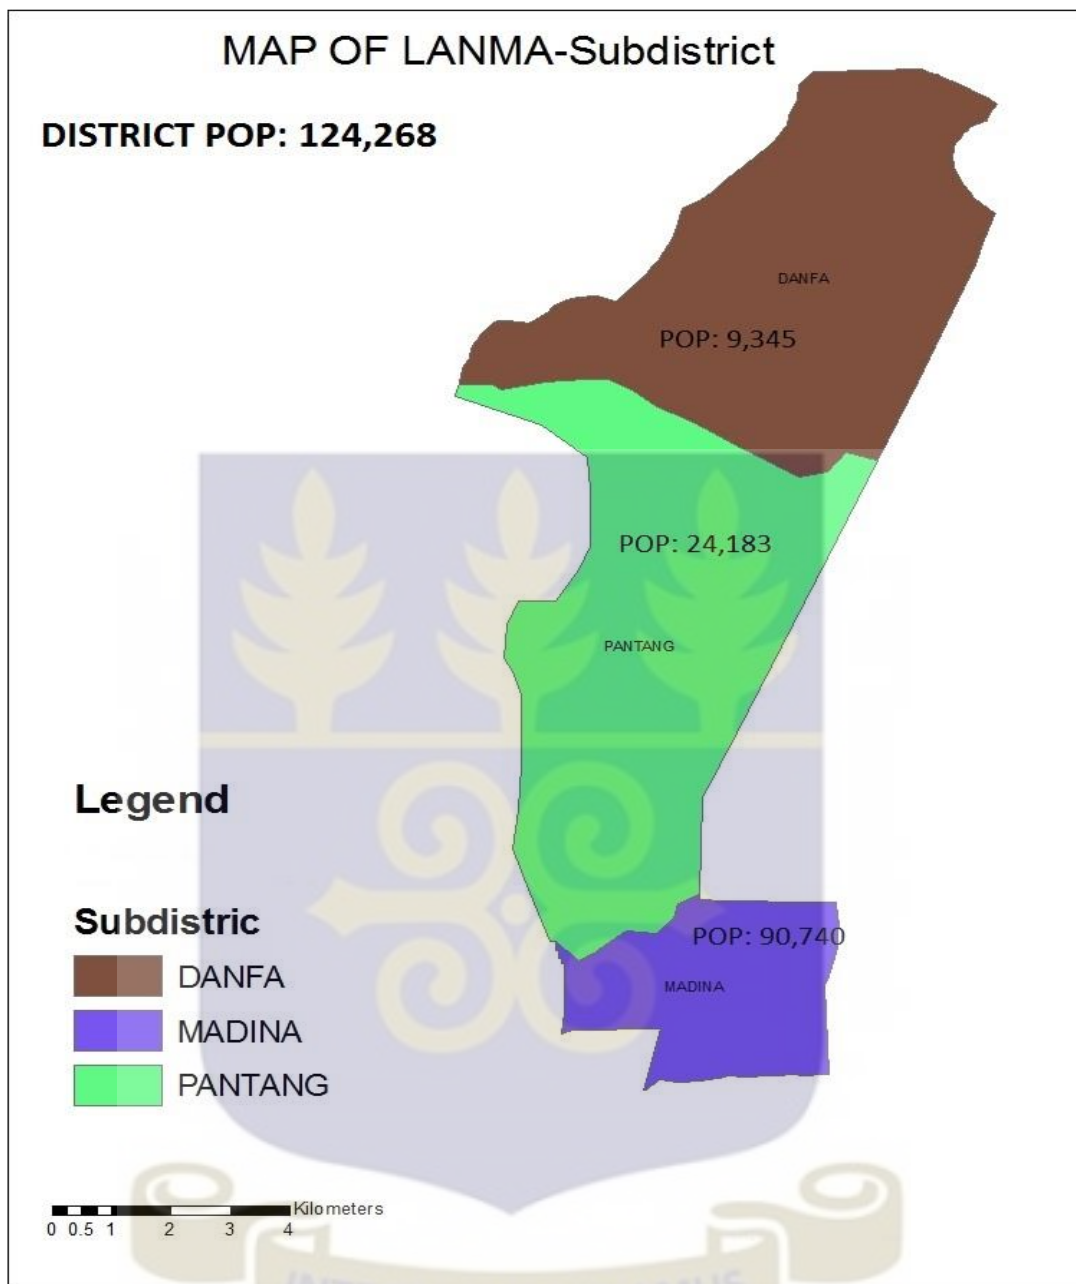 MAP OF LANMA-Subdistrict
DISTRICT POP: 124,268
DANFA
POP: 9,345
POP: 24,183
PANTANG
Legend
Subdistric
DANFA
MADINA
PANTANG
POP: 90,740
MADINA
Kilometers
0 0.5 1 2 3 4